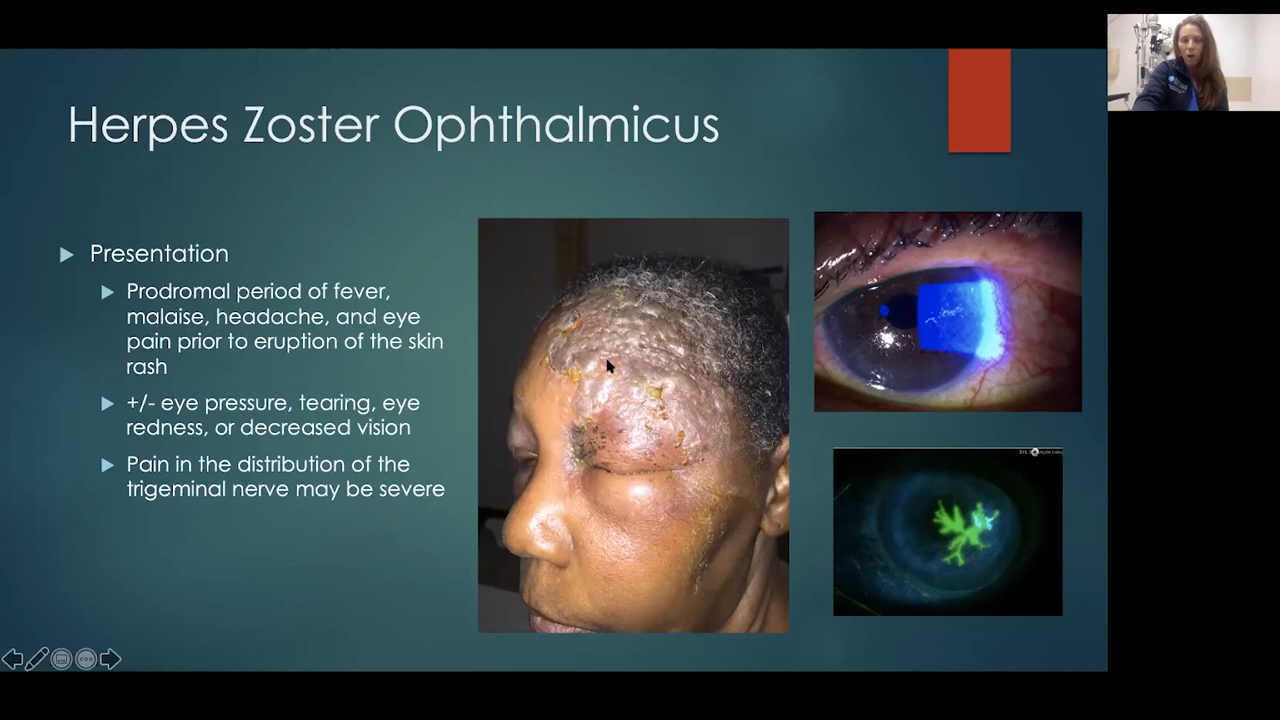 Herpes Zoster Ophthalmicus
Presentation
Prodromal period of fever,
malaise, headache, and eye
pain prior to eruption of the skin
rash
+/- eye pressure, tearing, eye
redness, or decreased vision
Pain in the distribution of the
trigeminal nerve may be severe